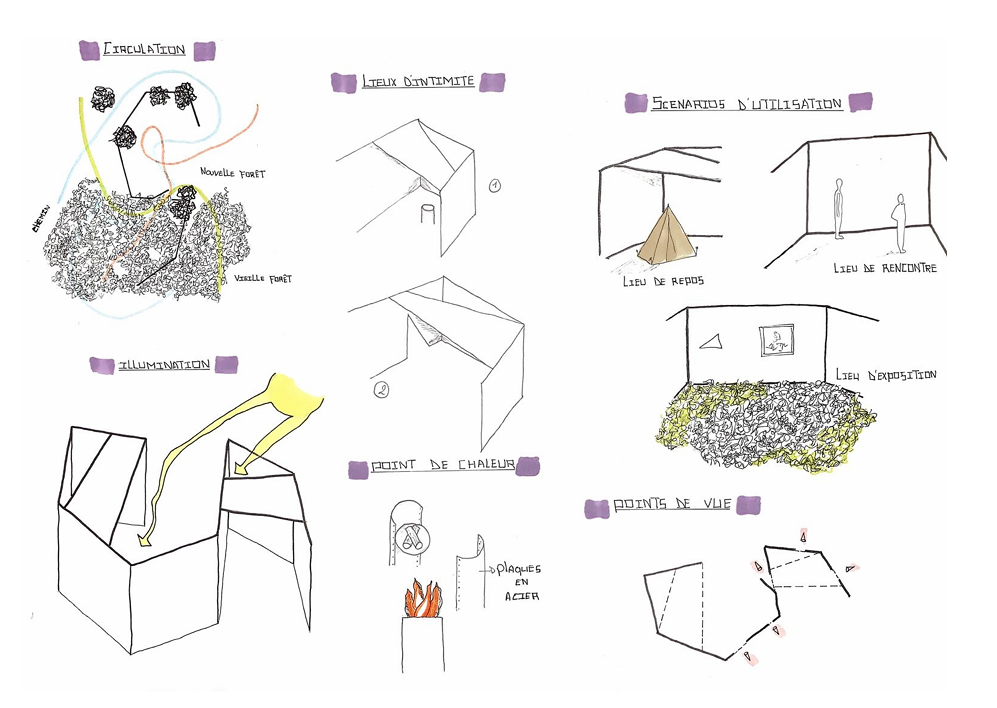 CIRCULATION
NOUVELLE FORÊT
CHEMIN
VIEILLE FORÊT
ILLUMINATION
LIEUX D'INTIMITE
1
2
POINT DE CHALEUR
PLAQUES
EN
ACIER
SCENARIOS D'UTILISATION
LIEU DE REPOS
LIEU DE RENCONTRE
LIEU D'EXPOSITION
POINTS DE VUE